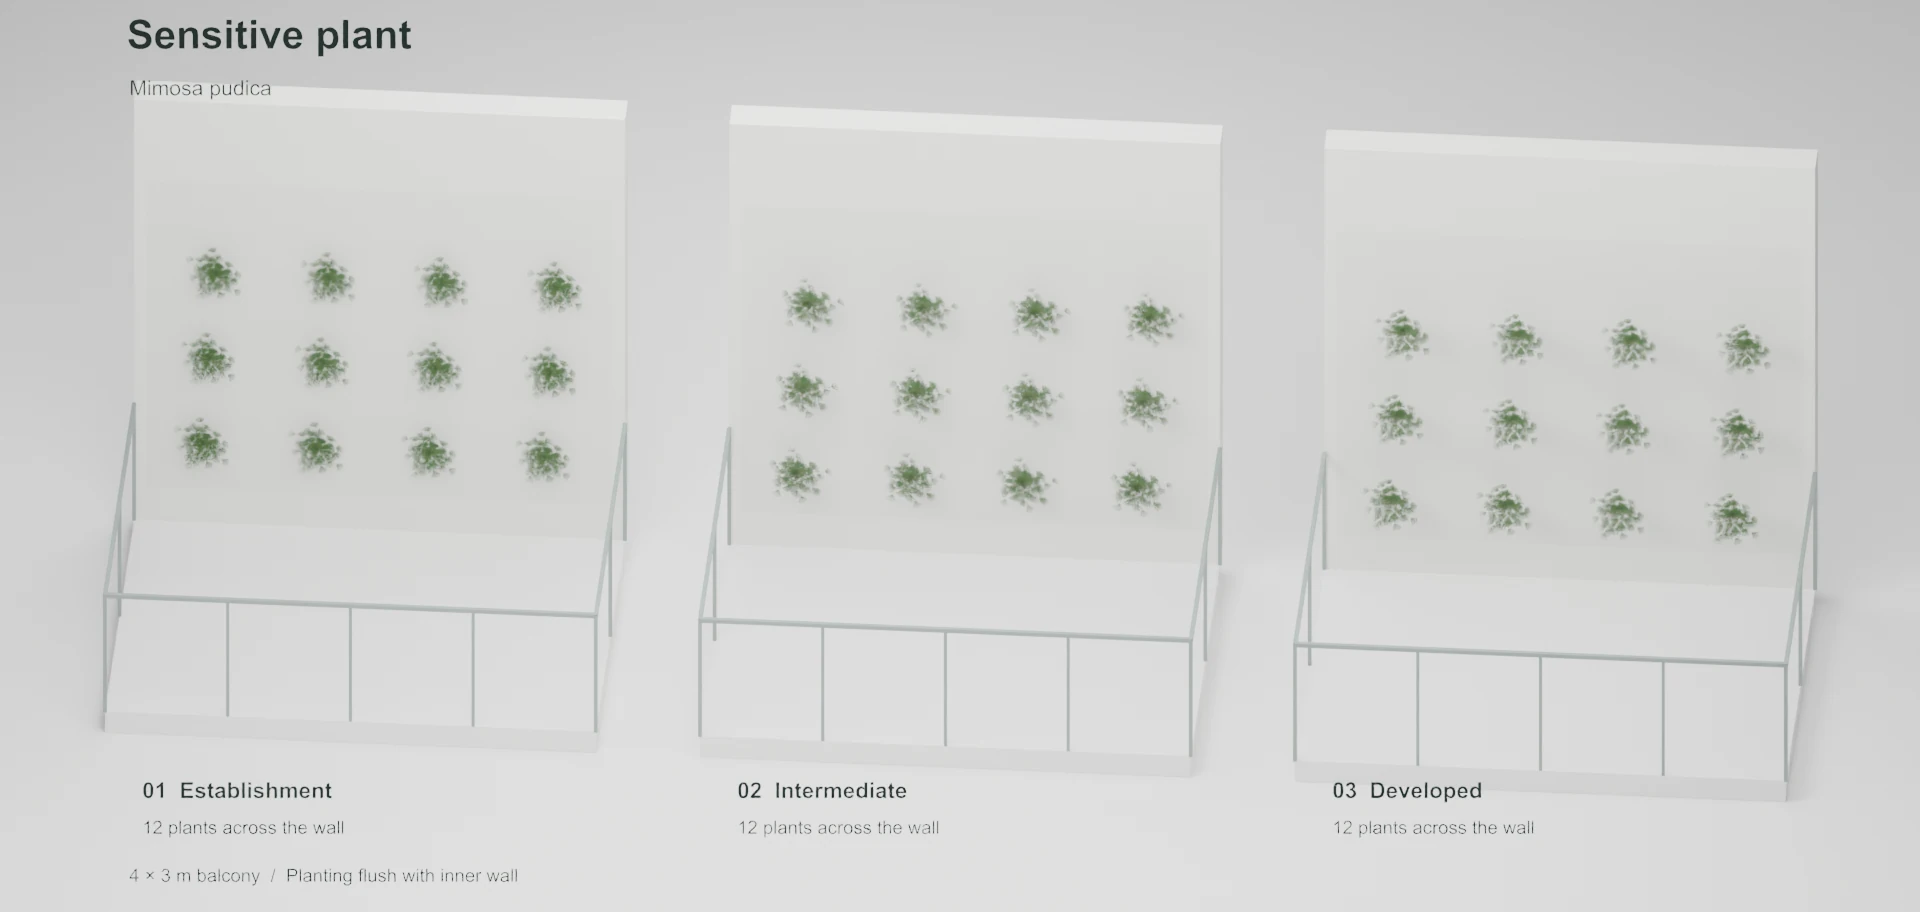 Sensitive plant
Mimosa pudica
01 Establishment
12 plants across the wall
02 Intermediate
12 plants across the wall
03 Developed
12 plants across the wall
4 × 3 m balcony / Planting flush with inner wall